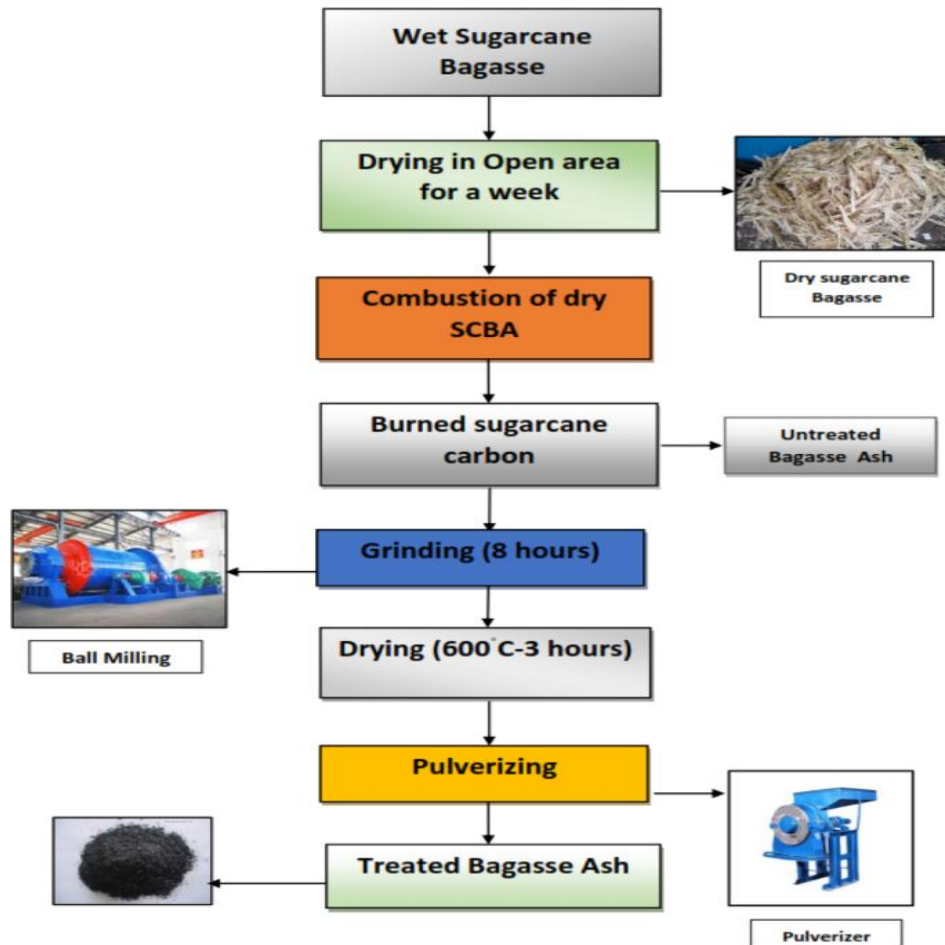 Wet Sugarcane
Bagasse
Drying in Open area
for a week
Dry sugarcane
Bagasse
Combustion of dry
SCBA
Burned sugarcane
carbon
Untreated
Bagasse Ash
Grinding (8 hours)
Ball Milling
Drying (600°C-3 hours)
Pulverizing
Treated Bagasse Ash
Pulverizer